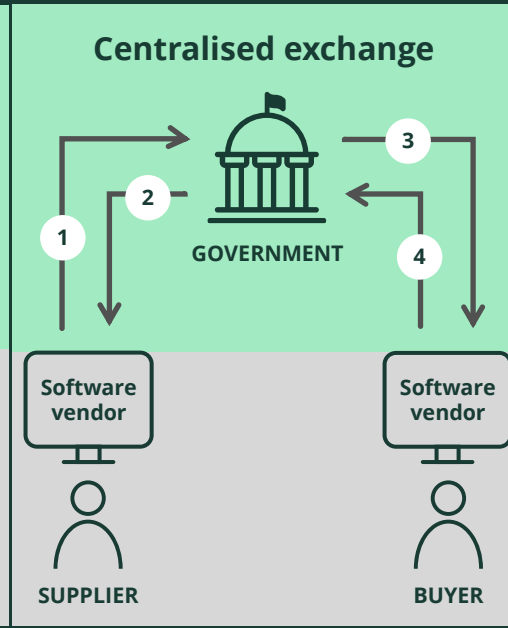 Centralised exchange
3
2
1
GOVERNMENT
4
Software
vendor
Software
vendor
SUPPLIER
BUYER